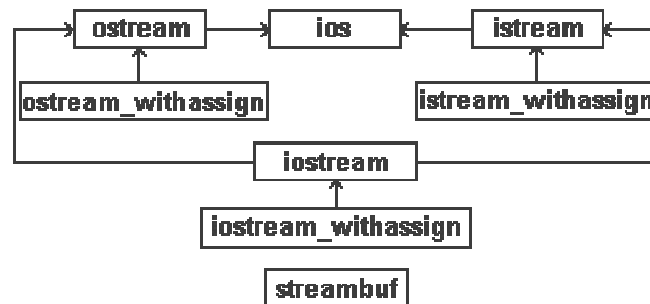 ostream ios istream
ostream_withassign istream_withassign
iostream
iostream_withassign
streambuf